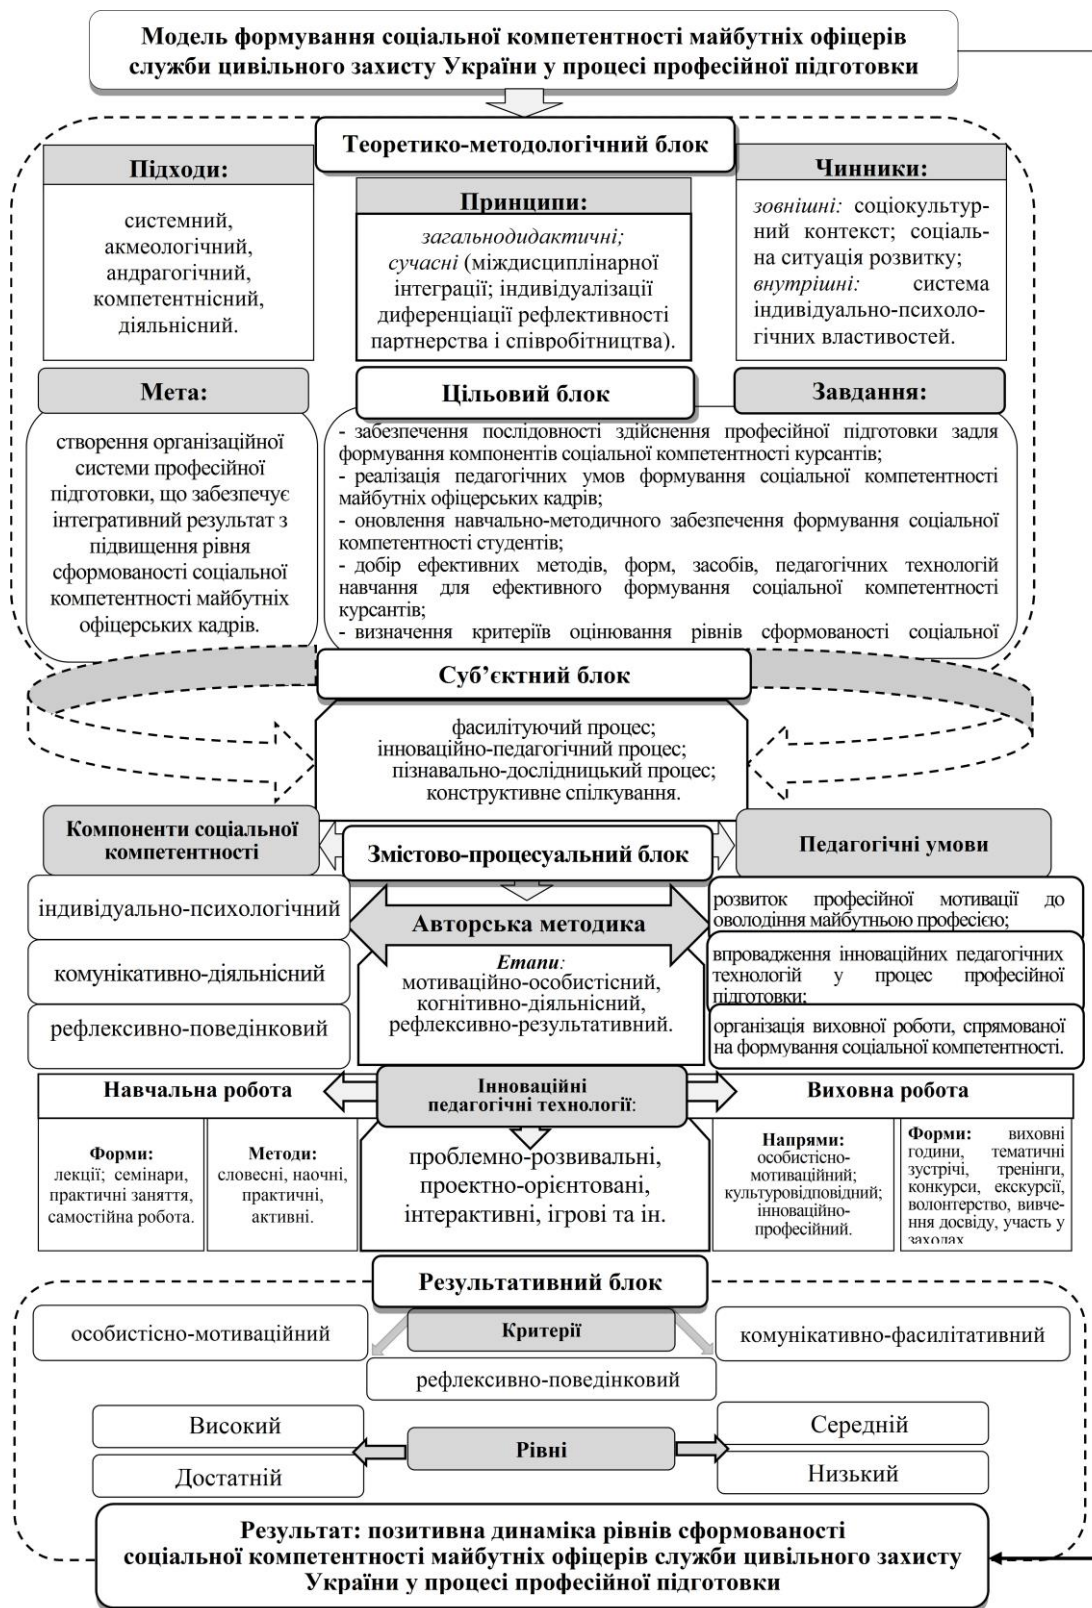 Модель формування соціальної компетентності майбутніх офіцерів
служби цивільного захисту України у процесі професійної підготовки
Теоретико-методологічний блок
Підходи:
системний,
акмеологічний,
андрагогічний,
компетентнісний,
діяльнісний.
Принципи:
загальнодидактичні;
сучасні (міждисциплінарної
інтеграції; індивідуалізації
диференціації рефлективності
партнерства і співробітництва).
Чинники:
зовнішні: соціокультур-
ний контекст; соціаль-
на ситуація розвитку;
внутрішні: система
індивідуально-психоло-
гічних властивостей.
Мета:
створення організаційної
системи професійної
підготовки, що забезпечує
інтегративний результат з
підвищення рівня
сформованості соціальної
компетентності майбутніх
офіцерських кадрів.
Цільовий блок
Завдання:
- забезпечення послідовності здійснення професійної підготовки задля
формування компонентів соціальної компетентності курсантів;
- реалізація педагогічних умов формування соціальної компетентності
майбутніх офіцерських кадрів;
- оновлення навчально-методичного забезпечення формування соціальної
компетентності студентів;
- добір ефективних методів, форм, засобів, педагогічних технологій
навчання для ефективного формування соціальної компетентності
курсантів;
- визначення критеріїв оцінювання рівнів сформованості соціальної
Суб’єктний блок
фасилітуючий процес;
інноваційно-педагогічний процес;
пізнавально-дослідницький процес;
конструктивне спілкування.
Компоненти соціальної
компетентності
Змістово-процесуальний блок
Педагогічні умови
індивідуально-психологічний
комунікативно-діяльнісний
рефлексивно-поведінковий
Авторська методика
Етапи:
мотиваційно-особистісний,
когнітивно-діяльнісний,
рефлексивно-результативний.
розвиток професійної мотивації до
оволодіння майбутньою професією;
впровадження інноваційних педагогічних
технологій у процес професійної
підготовки;
організація виховної роботи, спрямованої
на формування соціальної компетентності.
Навчальна робота
Інноваційні
педагогічні технології:
Виховна робота
Форми:
лекції; семінари,
практичні заняття,
самостійна робота.
Методи:
словесні, наочні,
практичні,
активні.
проблемно-розвивальні,
проектно-орієнтовані,
інтерактивні, ігрові та ін.
Напрями:
особистісно-
мотиваційний;
культуровідповідний;
інноваційно-
професійний.
Форми: виховні
години, тематичні
зустрічі, тренінги,
конкурси, екскурсії,
волонтерство, вивче-
ння досвіду, участь у
заходах
Результативний блок
особистісно-мотиваційний
Критерії
комунікативно-фасилітативний
рефлексивно-поведінковий
Високий
Достатній
Рівні
Середній
Низький
Результат: позитивна динаміка рівнів сформованості
соціальної компетентності майбутніх офіцерів служби цивільного захисту
України у процесі професійної підготовки